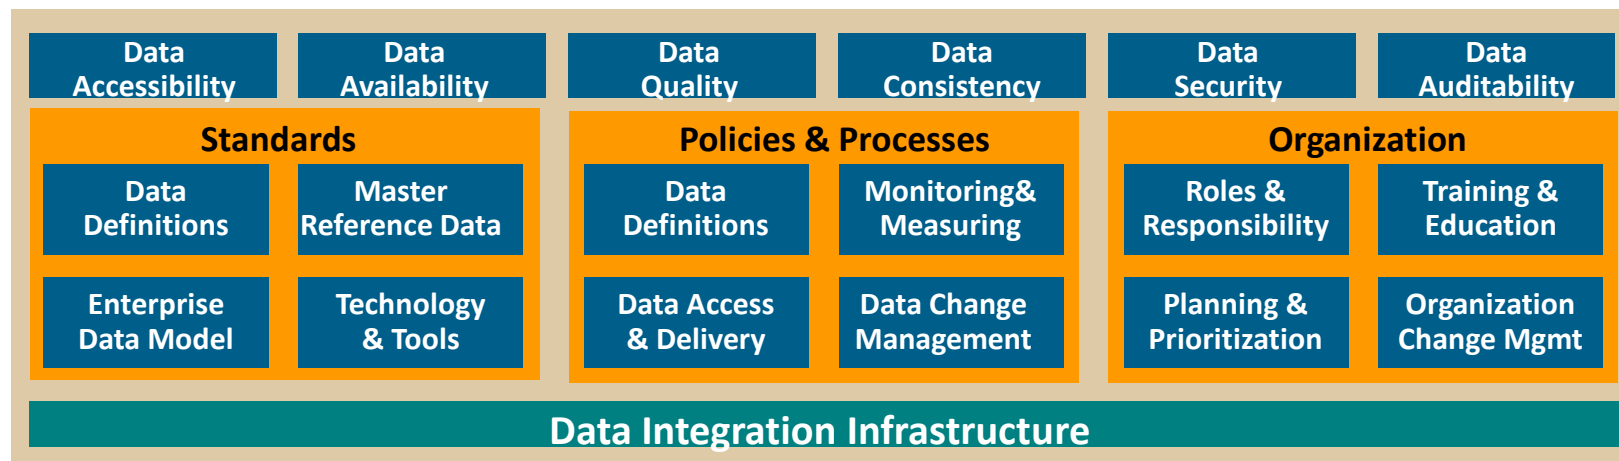 Data
Accessibility
Data
Availability
Data
Quality
Data
Consistency
Data
Security
Data
Auditability
Standards
Data
Definitions
Master
Reference Data
Enterprise
Data Model
Technology
& Tools
Policies & Processes
Data
Definitions
Monitoring&
Measuring
Data Access
& Delivery
Data Change
Management
Organization
Roles &
Responsibility
Training &
Education
Planning &
Prioritization
Organization
Change Mgmt
Data Integration Infrastructure